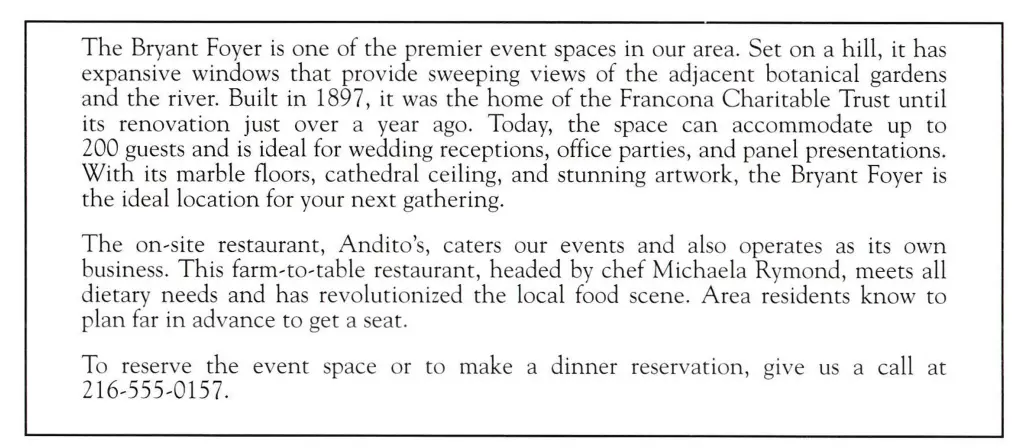 The Bryant Foyer is one of the premier event spaces in our area. Set on a hill, it has
expansive windows that provide sweeping views of the adjacent botanical gardens
and the river. Built in 1897, it was the home of the Francona Charitable Trust until
its renovation just over a year ago. Today, the space can accommodate up to
200 guests and is ideal for wedding receptions, office parties, and panel presentations.
With its marble floors, cathedral ceiling, and stunning artwork, the Bryant Foyer is
the ideal location for your next gathering.
The on-site restaurant, Andito's, caters our events and also operates as its own
business. This farm-to-table restaurant, headed by chef Michaela Rymond, meets all
dietary needs and has revolutionized the local food scene. Area residents know to
plan far in advance to get a seat.
To reserve the event space or to make a dinner reservation, give us a call at
216-555-0157.